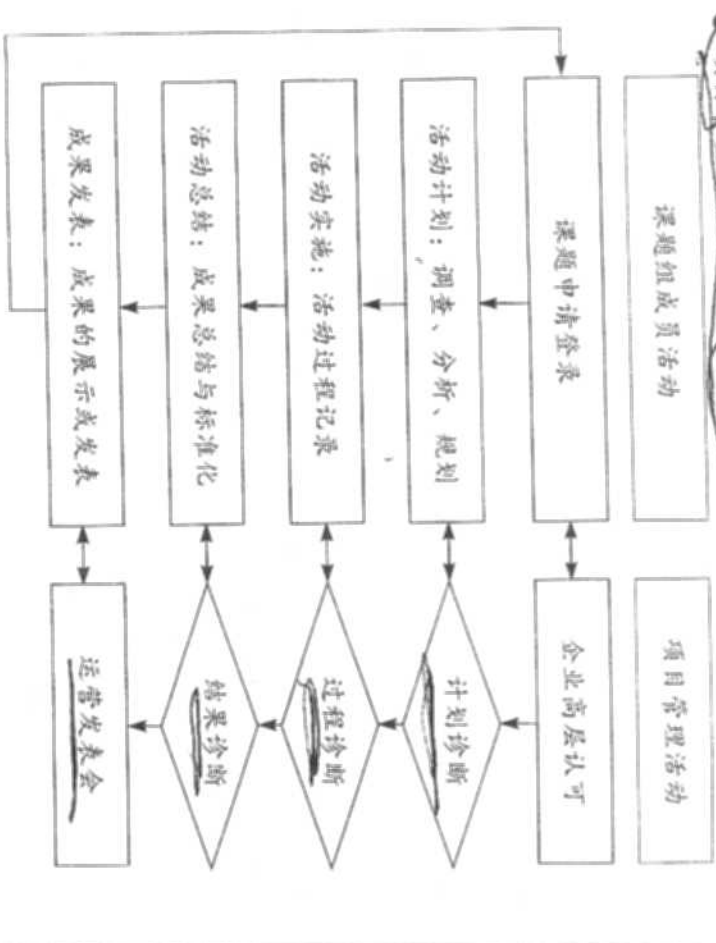 课题组成员活动
项目管理活动
课题申请登录
企业高层认可
活动计划：调查、分析、规划
计划诊断
活动实施：活动过程记录
过程诊断
活动总结：成果总结与标准化
结果诊断
成果发表：成果的展示或发表
运营发表会